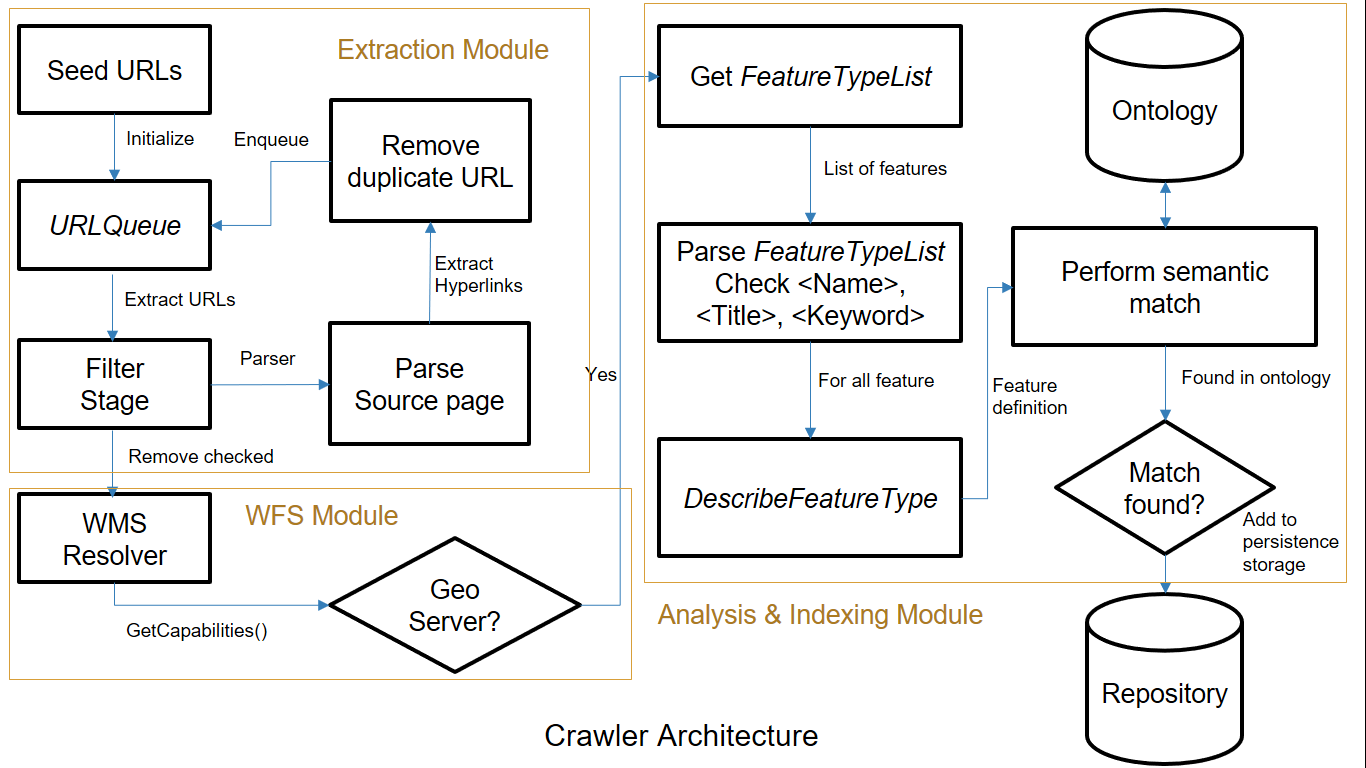 Extraction Module
Seed URLs
Initialize
Enqueue
Remove
duplicate URL
URLQueue
Extract URLs
Extract
Hyperlinks
Filter
Stage
Parser
Parse
Source page
Remove checked
WFS Module
WMS
Resolver
GetCapabilities()
Geo
Server?
Yes
Get FeatureTypeList
List of features
Parse FeatureTypeList
Check <Name>,
<Title>, <Keyword>
For all feature
DescribeFeatureType
Feature
definition
Ontology
Perform semantic
match
Found in ontology
Match
found?
Add to
persistence
storage
Analysis & Indexing Module
Repository
Crawler Architecture